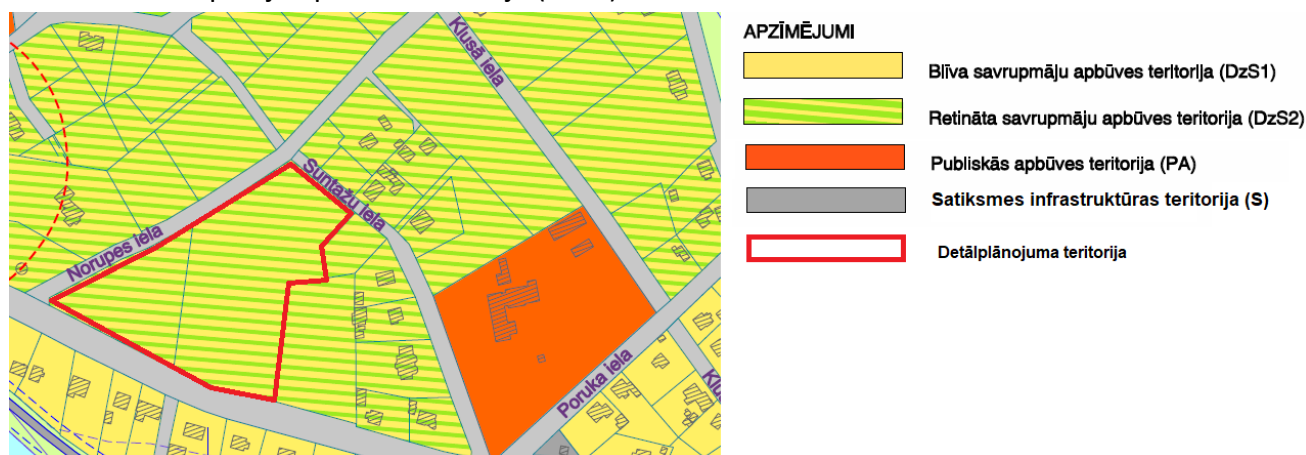 Klusā iela
Suntažu iela
Norupes iela
Poruka iela
APZĪMĒJUMI
Blīva savrupmāju apbūves teritorija (DzS1)
Retināta savrupmāju apbūves teritorija (DzS2)
Publiskās apbūves teritorija (PA)
Satiksmes infrastruktūras teritorija (S)
Detālplānojuma teritorija